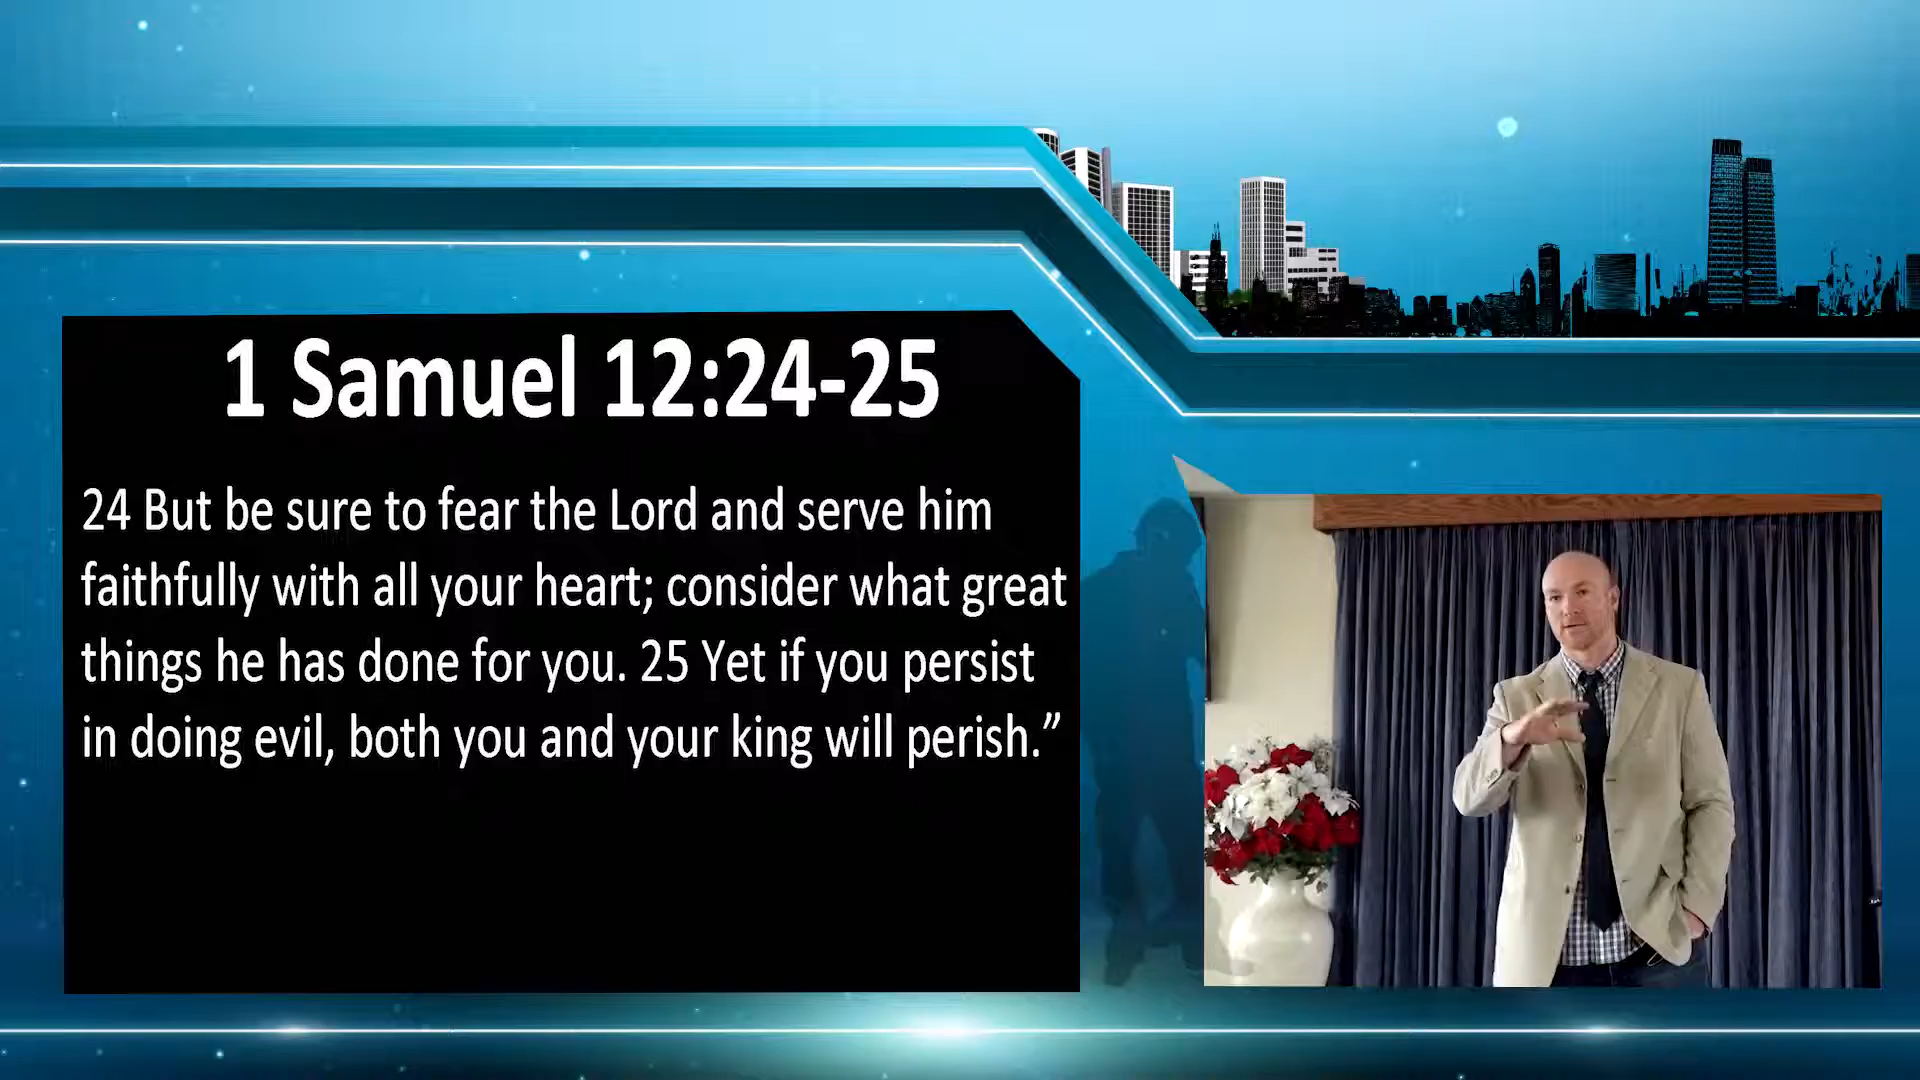 1 Samuel 12:24-25
24 But be sure to fear the Lord and serve him
faithfully with all your heart; consider what great
things he has done for you. 25 Yet if you persist
in doing evil, both you and your king will perish.”